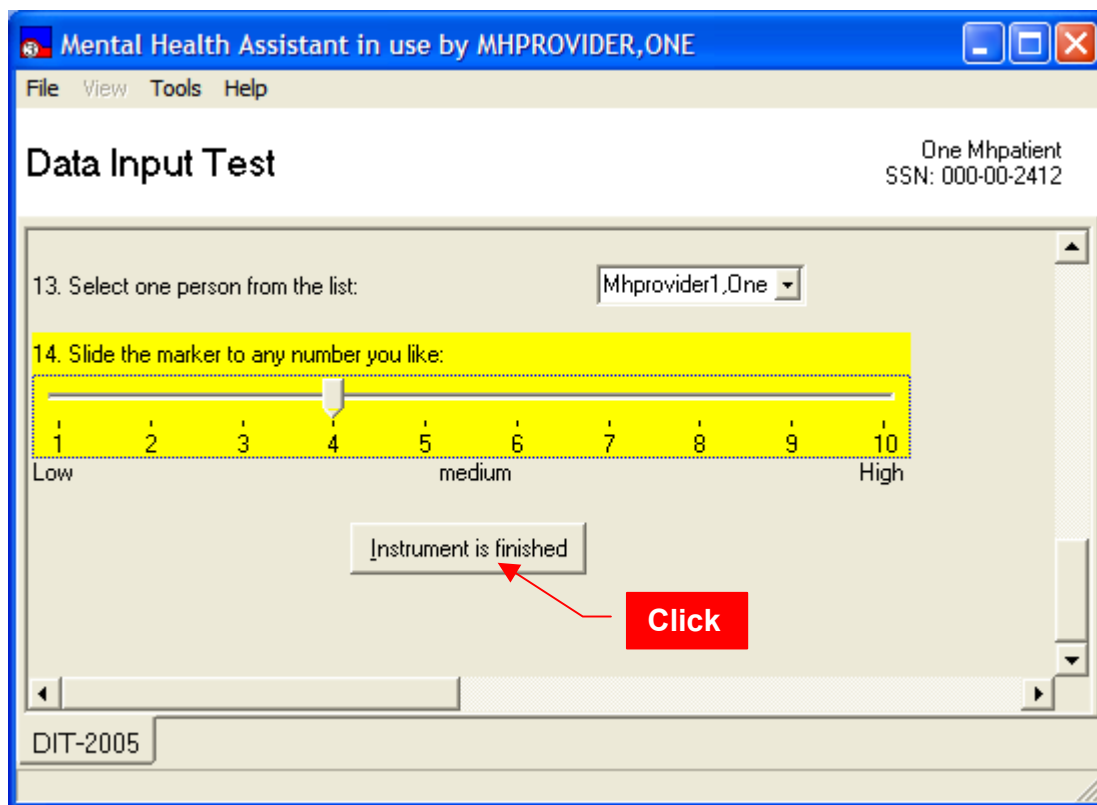 Mental Health Assistant in use by MHPROVIDER,ONE
File View Tools Help
Data Input Test
One Mhpatient
SSN: 000-00-2412
13. Select one person from the list: Mhprovider1,One
14. Slide the marker to any number you like:
1 2 3 4 5 6 7 8 9 10
Low medium High
Instrument is finished
Click
DIT-2005